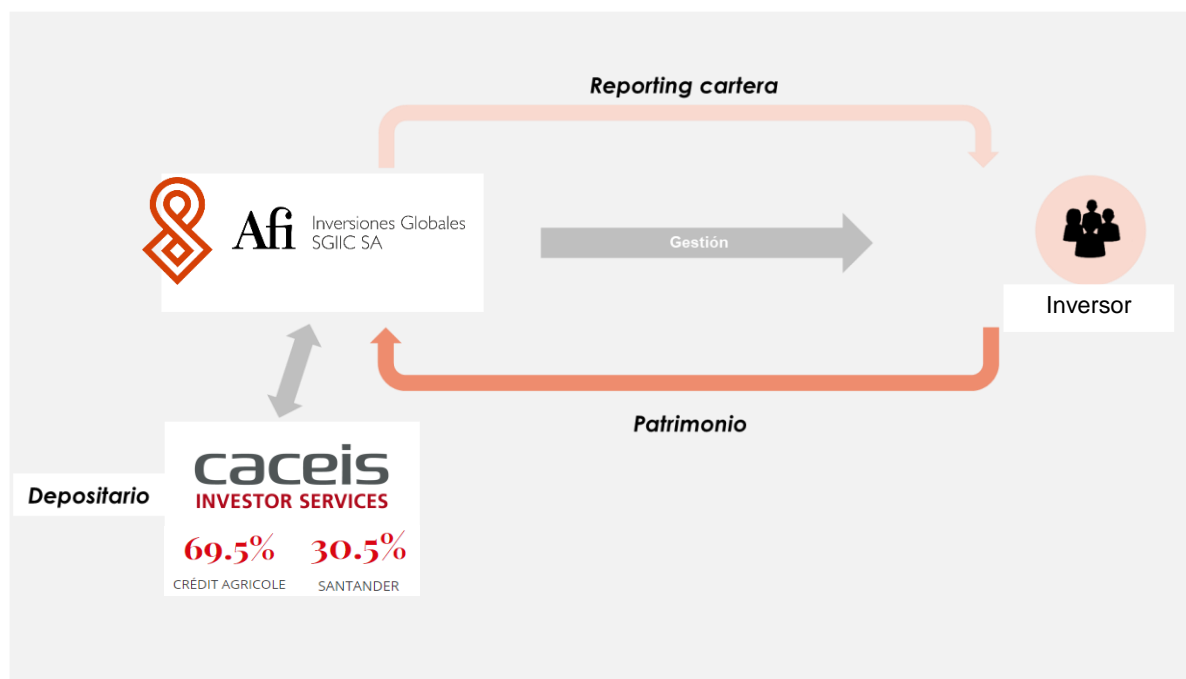 Reporting cartera
Afi Inversiones Globales
SGIIC SA
Gestión
Inversor
Patrimonio
Depositario
caceis
INVESTOR SERVICES
69.5% 30.5%
CRÉDIT AGRICOLE SANTANDER